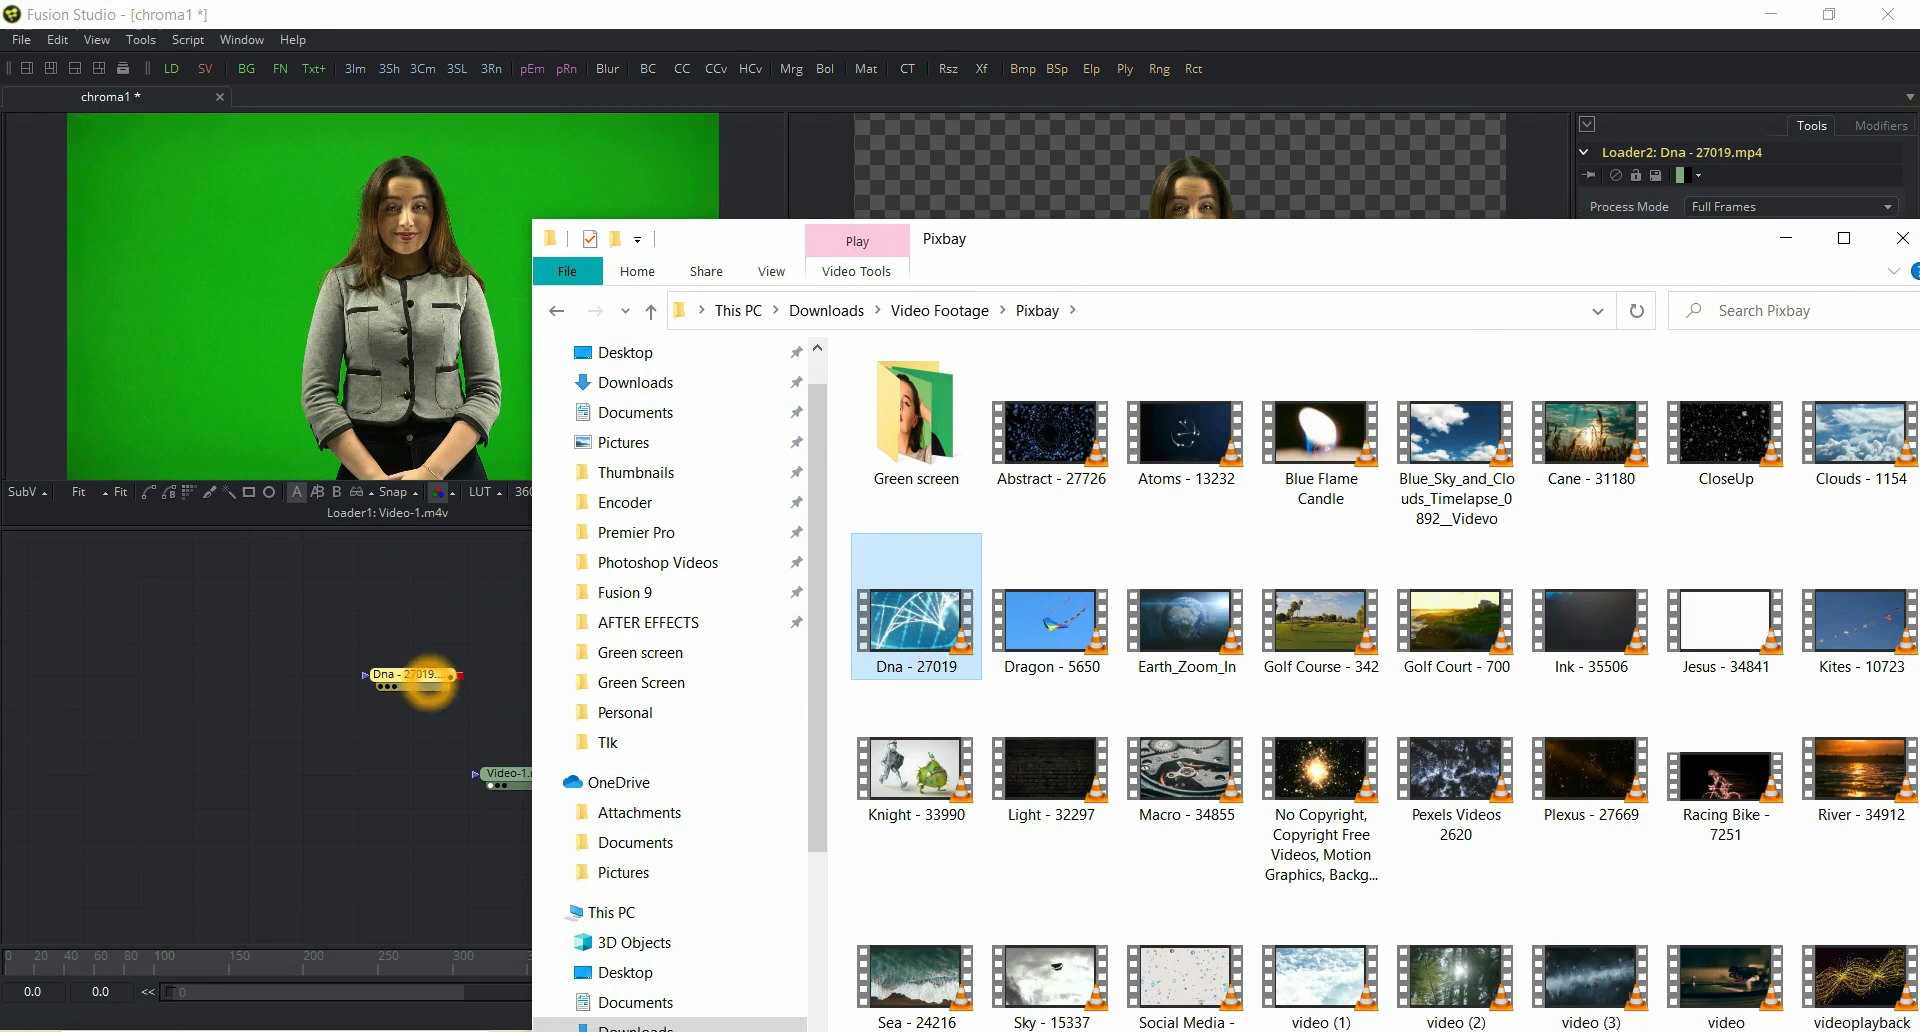 Fusion Studio - [chroma1 *]
File Edit View Tools Script Window Help
LD SV BG FN Txt+ 3Im 3Sh 3Cm 3SL 3Rn pEm pRn Blur BC CC CCv HCv Mrg Bol Mat CT Rsz Xf Bmp BSp Elp Ply Rng Rct
chroma1 *
Tools Modifiers
Loader2: Dna - 27019.mp4
Process Mode Full Frames
Play Pixbay
File Home Share View Video Tools
This PC Downloads Video Footage Pixbay
Search Pixbay
Desktop
Downloads
Documents
Pictures
Thumbnails
Encoder
Premier Pro
Photoshop Videos
Fusion 9
AFTER EFFECTS
Green screen
Green Screen
Personal
Tlk
OneDrive
Attachments
Documents
Pictures
This PC
3D Objects
Desktop
Documents
Downloads
Green screen
Abstract - 27726
Atoms - 13232
Blue Flame
Candle
Blue_Sky_and_Clo
uds_Timelapse_0
892__Videvo
Cane - 31180
CloseUp
Clouds - 1154
Dna - 27019
Dragon - 5650
Earth_Zoom_In
Golf Course - 342
Golf Court - 700
Ink - 35506
Jesus - 34841
Kites - 10723
Knight - 33990
Light - 32297
Macro - 34855
No Copyright,
Copyright Free
Videos, Motion
Graphics, Backg...
Pexels Videos
2620
Plexus - 27669
Racing Bike -
7251
River - 34912
Sea - 24216
Sky - 15337
Social Media -
video (1)
video (2)
video (3)
video
videoplayback
SubV Fit Fit A B Snap LUT 360
Loader1: Video-1.m4v
Dna - 27019....
Video-1.
0 20 40 60 80 100 150 200 250 300
0.0 0.0 << 0